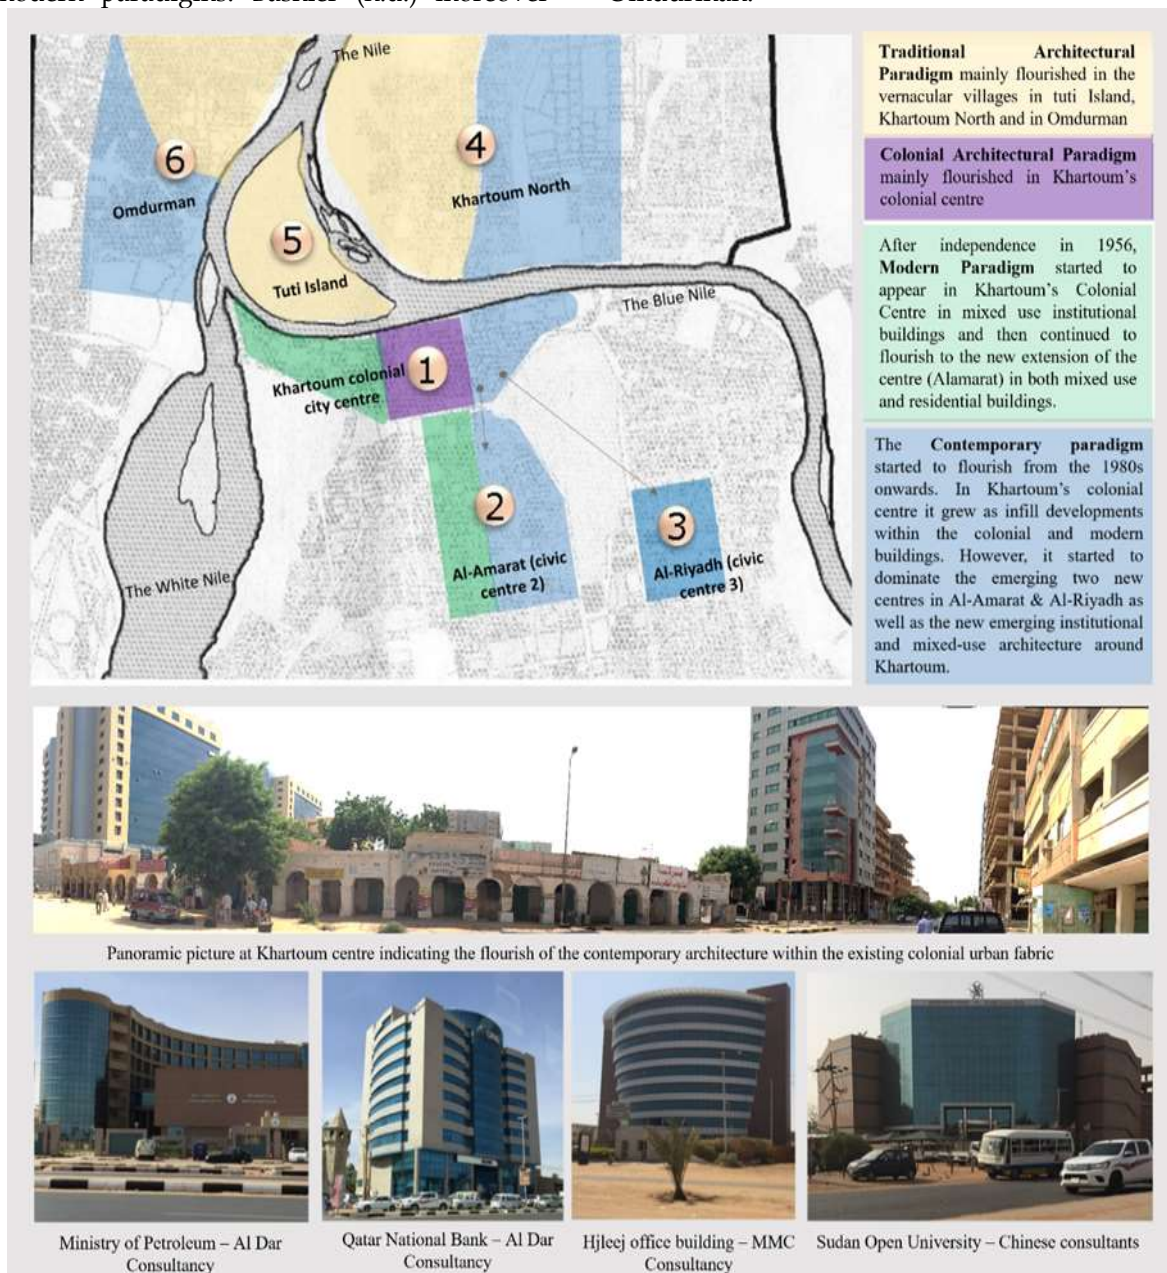 modern paradigms. Bashier (n.d.) moreover
Omdurman.
The Nile
6
Omdurman
4
Khartoum North
5
Tuti Island
The Blue Nile
1
Khartoum colonial
city centre
2
Al-Amarat (civic
centre 2)
3
Al-Riyadh (civic
centre 3)
The White Nile
Traditional Architectural
Paradigm mainly flourished in the
vernacular villages in tuti Island,
Khartoum North and in Omdurman
Colonial Architectural Paradigm
mainly flourished in Khartoum's
colonial centre
After independence in 1956,
Modern Paradigm started to
appear in Khartoum's Colonial
Centre in mixed use institutional
buildings and then continued to
flourish to the new extension of the
centre (Alamarat) in both mixed use
and residential buildings.
The Contemporary paradigm
started to flourish from the 1980s
onwards. In Khartoum's colonial
centre it grew as infill developments
within the colonial and modern
buildings. However, it started to
dominate the emerging two new
centres in Al-Amarat & Al-Riyadh as
well as the new emerging institutional
and mixed-use architecture around
Khartoum.
Panoramic picture at Khartoum centre indicating the flourish of the contemporary architecture within the existing colonial urban fabric
Ministry of Petroleum – Al Dar
Consultancy
Qatar National Bank – Al Dar
Consultancy
Hjleej office building – MMC
Consultancy
Sudan Open University – Chinese consultants